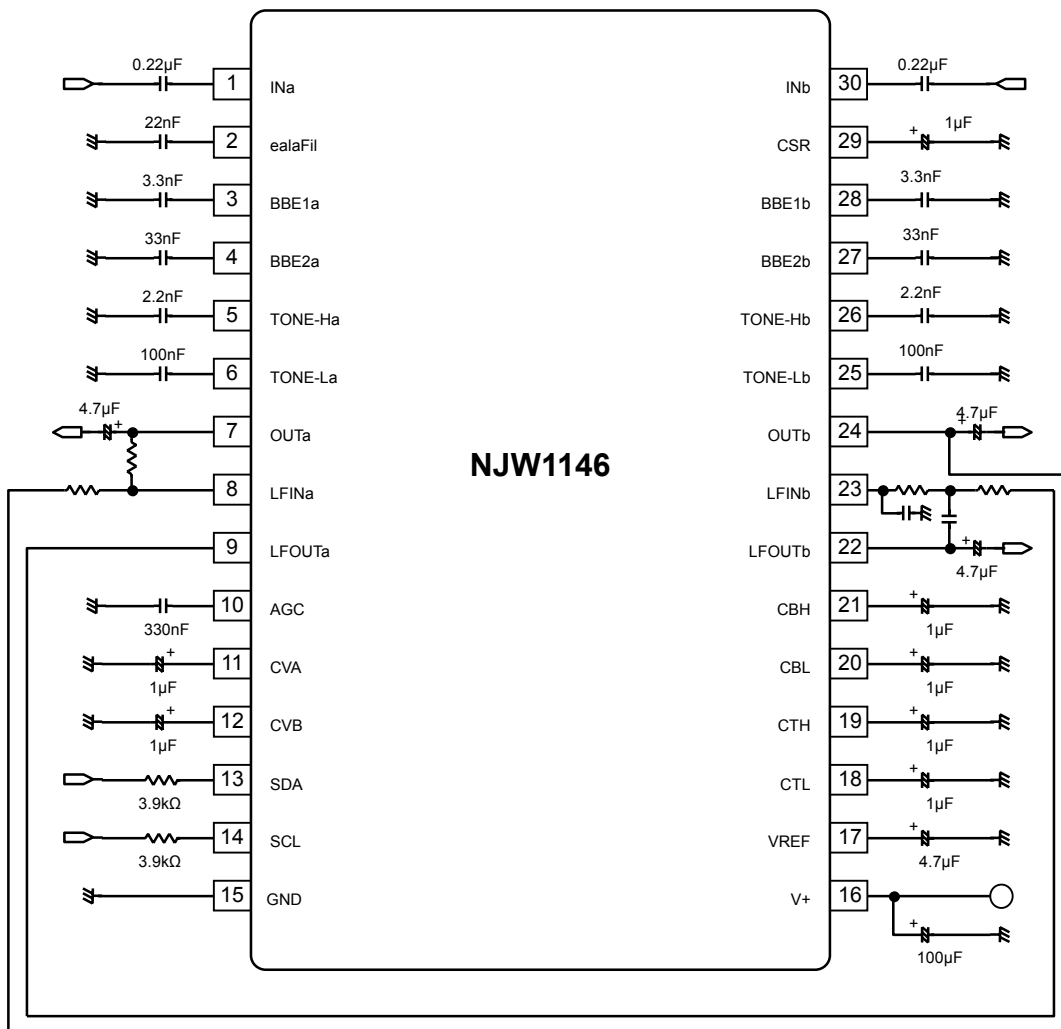 0.22µF 1 INa INb 30 0.22µF
22nF 2 ealaFil CSR 29 + 1µF
3.3nF 3 BBE1a BBE1b 28 3.3nF
33nF 4 BBE2a BBE2b 27 33nF
2.2nF 5 TONE-Ha TONE-Hb 26 2.2nF
100nF 6 TONE-La TONE-Lb 25 100nF
4.7µF + 7 OUTa OUTb 24 + 4.7µF
NJW1146
8 LFINa LFINb 23
9 LFOUTa LFOUTb 22 + 4.7µF
10 AGC CBH 21 +
330nF 1µF
+ 11 CVA CBL 20 +
1µF 1µF
+ 12 CVB CTH 19 +
1µF 1µF
13 SDA CTL 18 +
3.9kΩ 1µF
14 SCL VREF 17 +
3.9kΩ 4.7µF
15 GND V+ 16
+
100µF